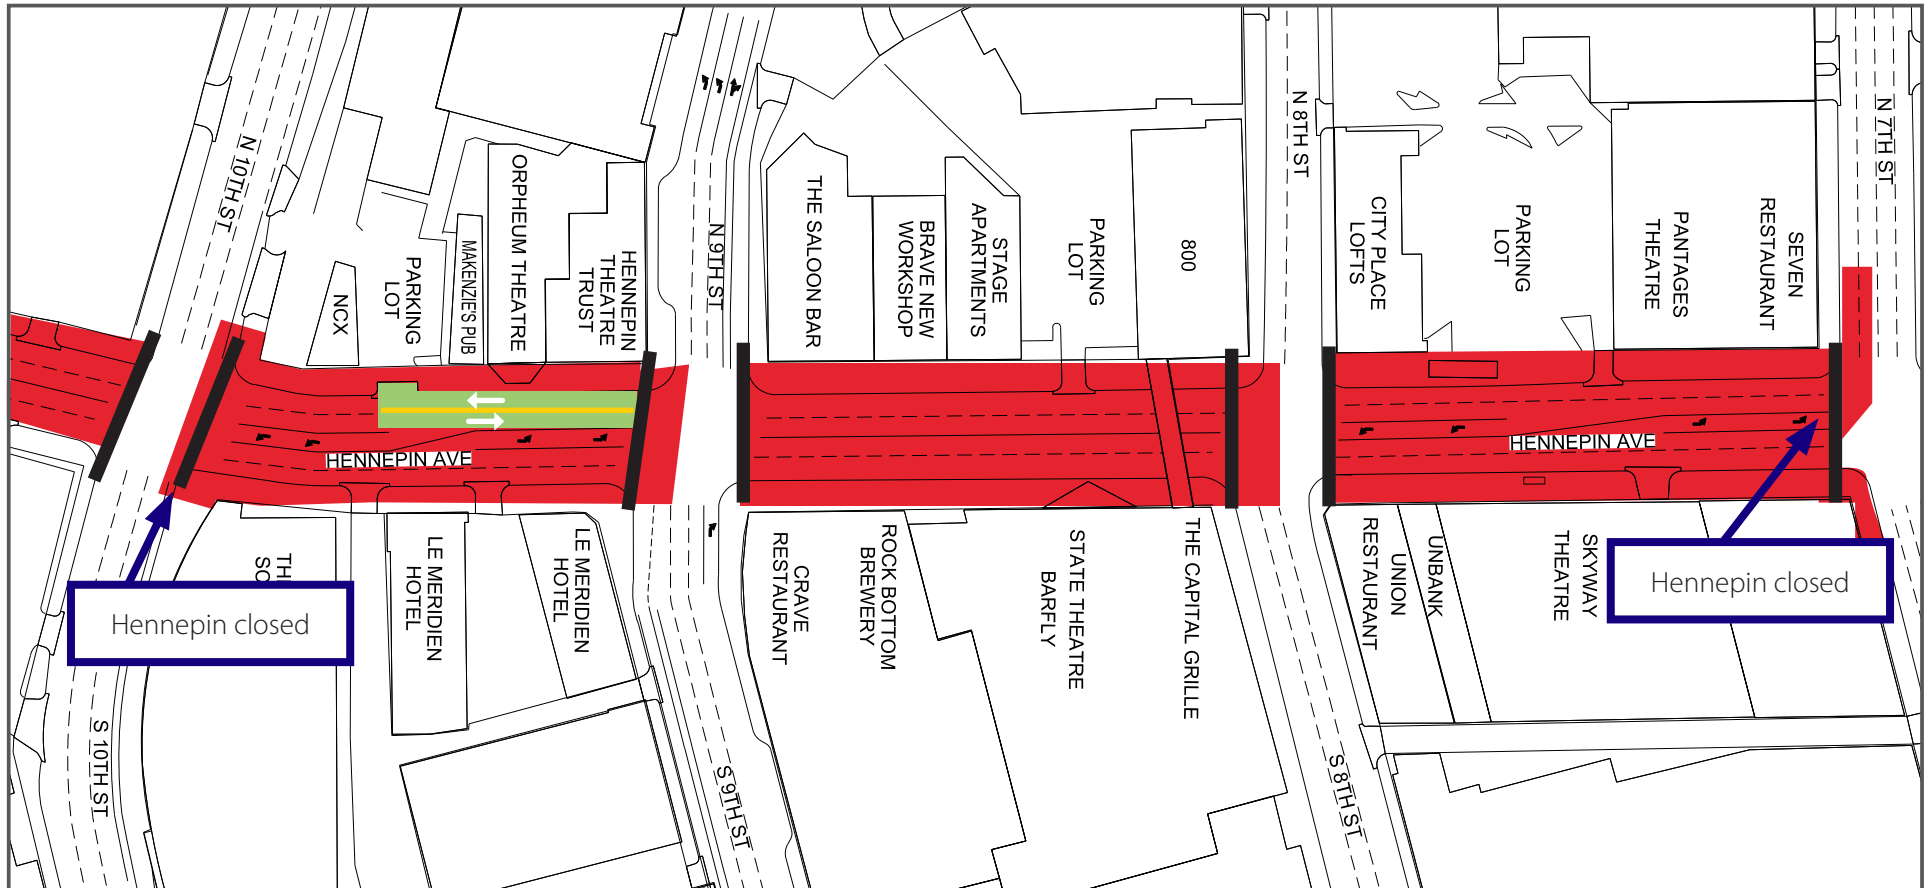 N 10TH ST
NCX
PARKING
LOT
MAKENZIE'S PUB
ORPHEUM THEATRE
HENNEPIN
THEATRE
TRUST
N 9TH ST
THE SALOON BAR
BRAVE NEW
WORKSHOP
STAGE
APARTMENTS
PARKING
LOT
800
N 8TH ST
CITY PLACE
LOFTS
PARKING
LOT
PANTAGES
THEATRE
SEVEN
RESTAURANT
N 7TH ST
HENNEPIN AVE
HENNEPIN AVE
Hennepin closed
LE MERIDIEN
HOTEL
LE MERIDIEN
HOTEL
CRAVE
RESTAURANT
ROCK BOTTOM
BREWERY
STATE THEATRE
BARFLY
THE CAPITAL GRILLE
UNION
RESTAURANT
UNBANK
SKYWAY
THEATRE
Hennepin closed
S 10TH ST
S 9TH ST
S 8TH ST